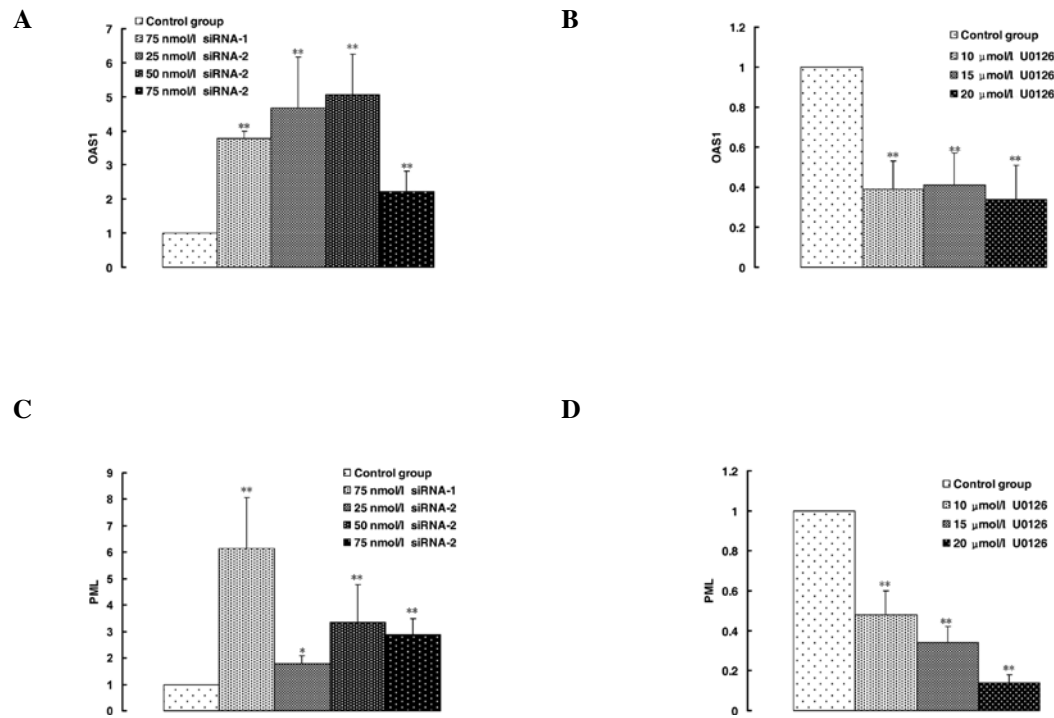 A
Control group
75 nmol/l siRNA-1
25 nmol/l siRNA-2
50 nmol/l siRNA-2
75 nmol/l siRNA-2
7
6
5
4
3
2
1
0
OAS1
**
**
**
**
B
Control group
10 μmol/l U0126
15 μmol/l U0126
20 μmol/l U0126
1.2
1
0.8
0.6
0.4
0.2
0
OAS1
**
**
**
C
Control group
75 nmol/l siRNA-1
25 nmol/l siRNA-2
50 nmol/l siRNA-2
75 nmol/l siRNA-2
9
8
7
6
5
4
3
2
1
0
PML
**
*
**
**
D
Control group
10 μmol/l U0126
15 μmol/l U0126
20 μmol/l U0126
1.2
1
0.8
0.6
0.4
0.2
0
PML
**
**
**